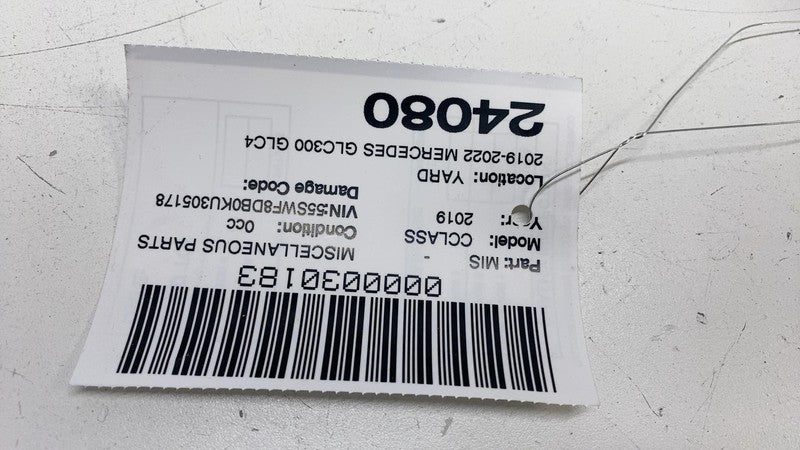 0000030183
Part: MIS - MISCELLANEOUS PARTS
Model: CCLASS Condition: 0cc
Year: 2019 VIN:55SWF8DB0KU305178
Location: YARD Damage Code:
2019-2022 MERCEDES GLC300 GLC4
24080